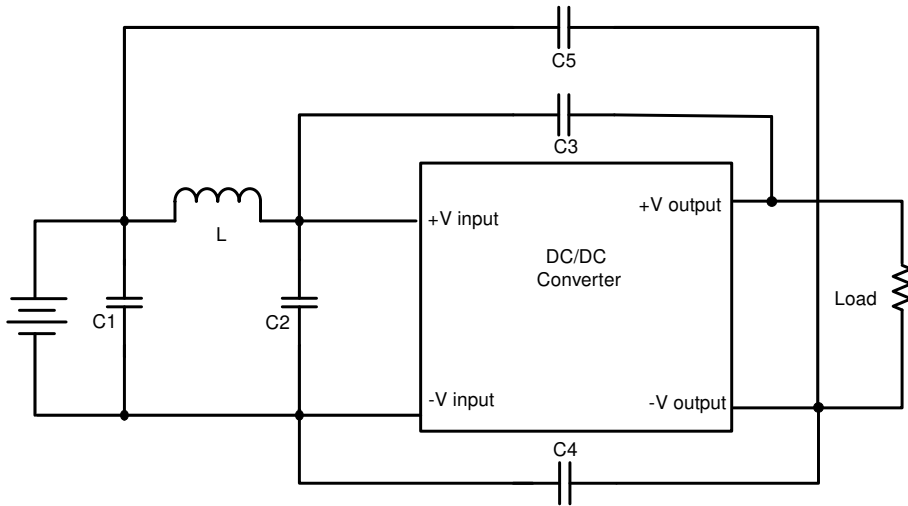 C5
C3
L
+V input
+V output
DC/DC
Converter
C1
C2
Load
-V input
-V output
C4